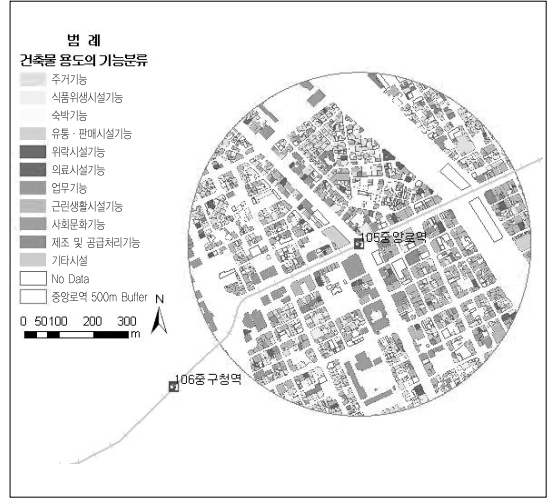 범 례
건축물 용도의 기능분류
주거기능
식품위생시설기능
숙박기능
유통 · 판매시설기능
위락시설기능
의료시설기능
업무기능
근린생활시설기능
사회문화기능
제조 및 공급처리기능
기타시설
No Data
중앙로역 500m Buffer
N
0 50100 200 300
m
105중앙로역
106중구청역